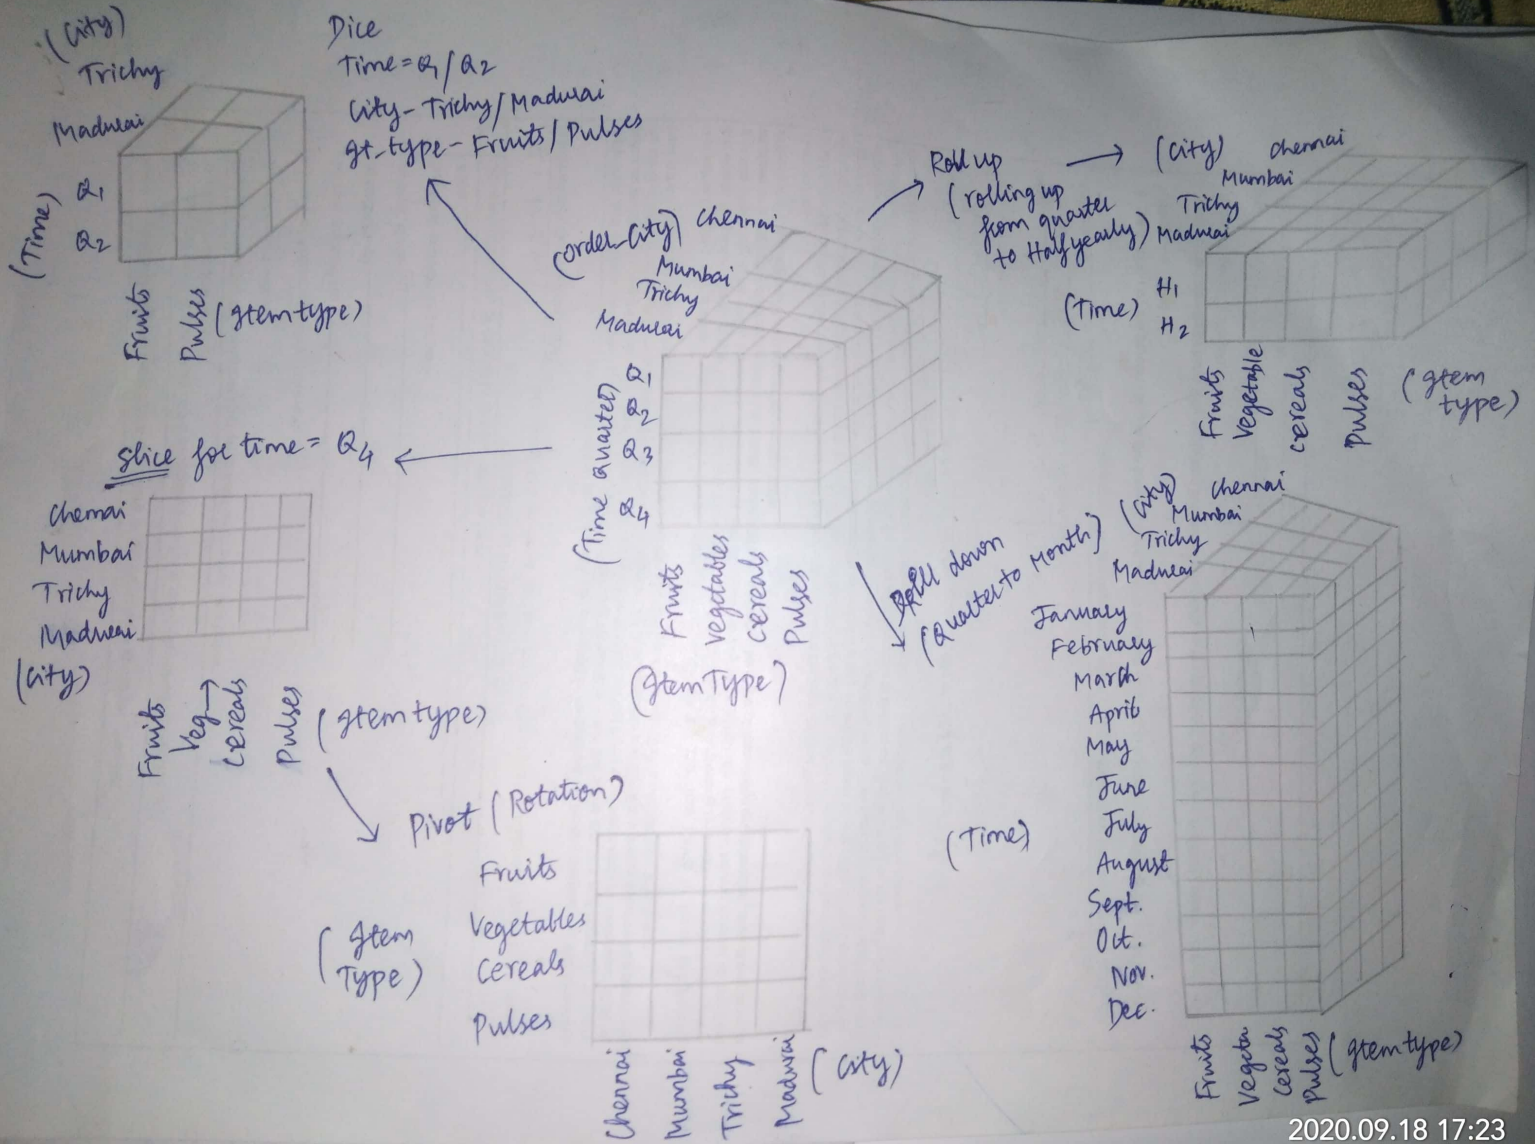 (City)
Trichy
Madurai
(Time)
Q1
Q2
Fruits
Pulses
(Item type)
Dice
Time = Q1/Q2
City - Trichy/Madurai
It-type - Fruits/Pulses
(order-City)
Chennai
Mumbai
Trichy
Madurai
(Time Quarter)
Q1
Q2
Q3
Q4
Fruits
Vegetables
Cereals
Pulses
(Item Type)
Roll up
(rolling up
from quarter
to Half yearly)
(City)
Chennai
Mumbai
Trichy
Madurai
(Time)
H1
H2
Fruits
Vegetable
Cereals
Pulses
(Item
type)
Slice for time = Q4
Chennai
Mumbai
Trichy
Madurai
(City)
Fruits
Veg
Cereals
Pulses
(Item type)
Pivot (Rotation)
Fruits
Vegetables
Cereals
Pulses
(Item
Type)
Chennai
Mumbai
Trichy
Madurai
(City)
down
(Quarter to Month)
(City)
Chennai
Mumbai
Trichy
Madurai
January
February
March
April
May
June
July
August
Sept.
Oct.
Nov.
Dec.
(Time)
Fruits
Vegeta
Cereals
Pulses
(Item type)
2020.09.18 17:23